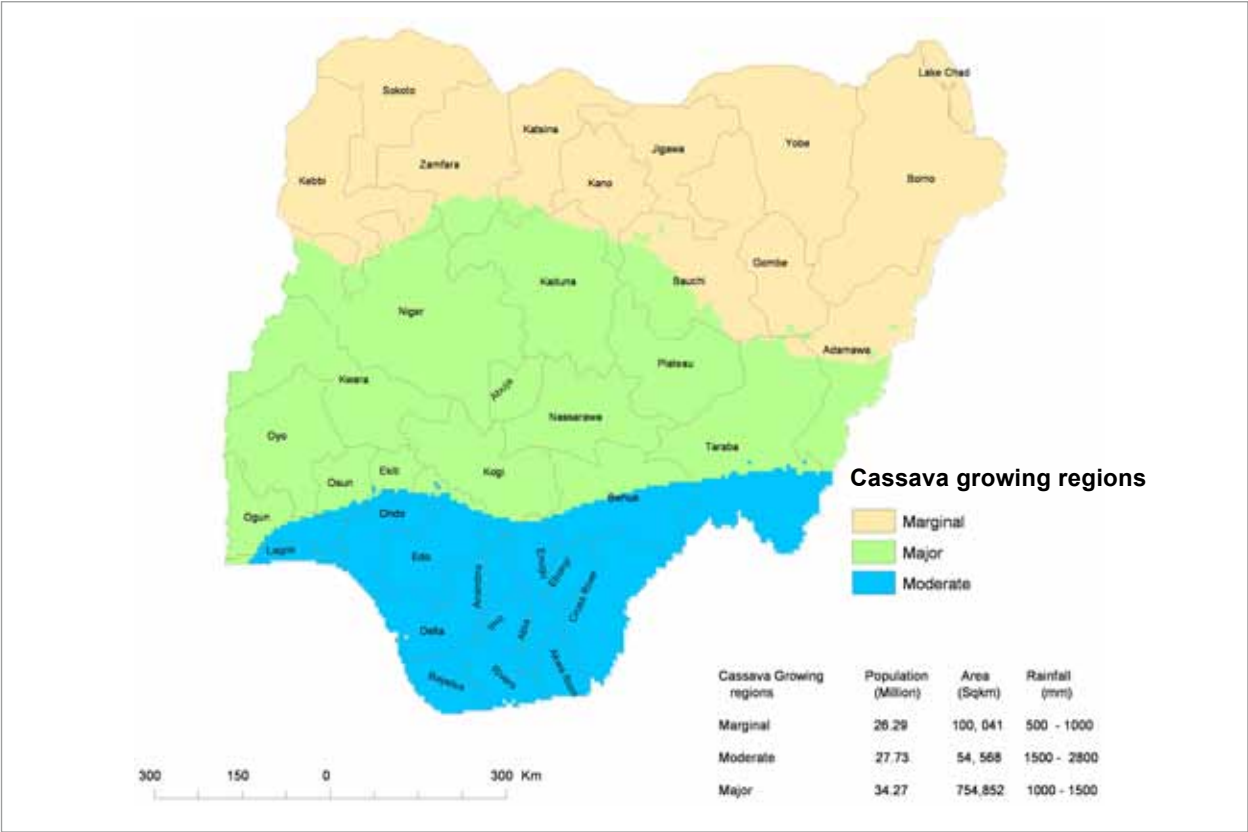 Lake Chad
Sokoto
Katsina
Yobe
Jigawa
Zamfara
Kebbi
Kano
Borno
Gombe
Bauchi
Kaduna
Niger
Adamawa
Plateau
Kwara
Abuja
Nassarawa
Oyo
Taraba
Ekiti
Kogi
Osun
Benue
Ondo
Ogun
Lagos
Edo
Enugu
Ebonyi
Anambra
Cross River
Delta
Imo
Abia
Bayelsa
Rivers
Akwa Ibom
Cassava growing regions
Marginal
Major
Moderate
Cassava Growing Population Area Rainfall
regions (Million) (Sqkm) (mm)
Marginal 26.29 100, 041 500 - 1000
Moderate 27.73 54, 568 1500 - 2800
Major 34.27 754,852 1000 - 1500
300 150 0 300 Km